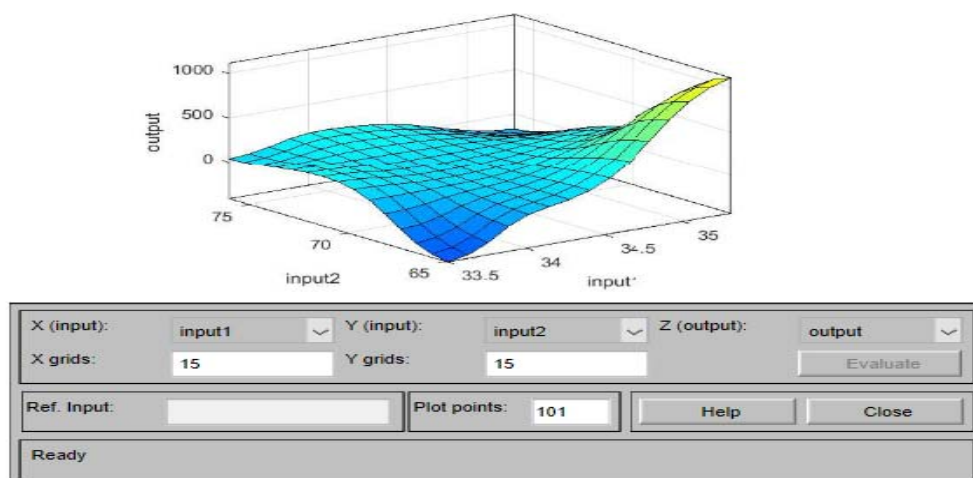 1000
500
0
output
75
70
65
input2
33.5
34
34.5
35
input1
X (input): input1 Y (input): input2 Z (output): output
X grids: 15 Y grids: 15 Evaluate
Ref. Input: Plot points: 101 Help Close
Ready